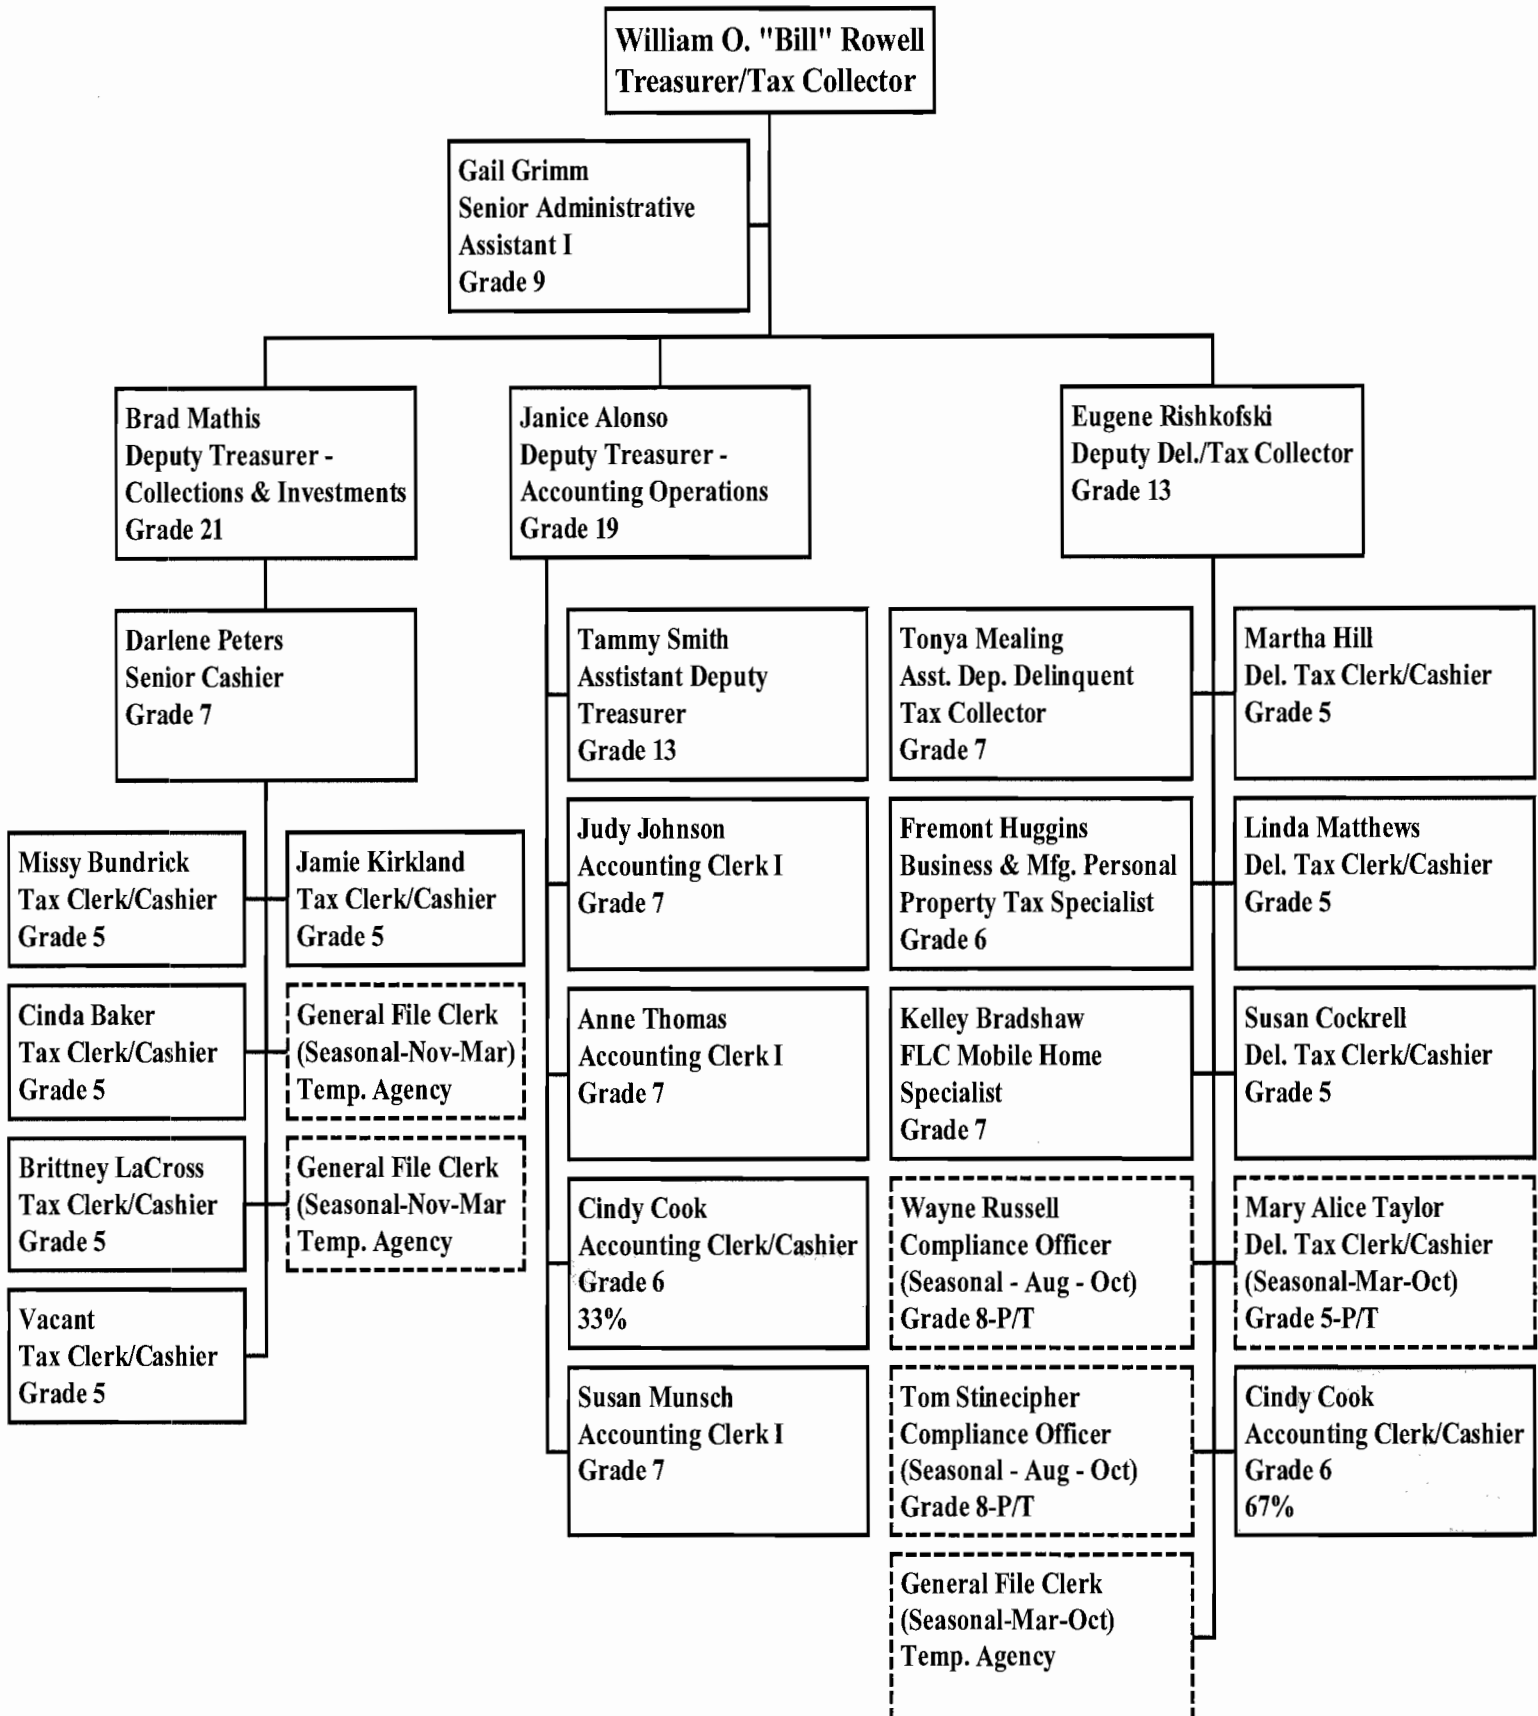 William O. "Bill" Rowell
Treasurer/Tax Collector
Gail Grimm
Senior Administrative
Assistant I
Grade 9
Brad Mathis
Deputy Treasurer -
Collections & Investments
Grade 21
Janice Alonso
Deputy Treasurer -
Accounting Operations
Grade 19
Eugene Rishkofski
Deputy Del./Tax Collector
Grade 13
Darlene Peters
Senior Cashier
Grade 7
Missy Bundrick
Tax Clerk/Cashier
Grade 5
Jamie Kirkland
Tax Clerk/Cashier
Grade 5
Cinda Baker
Tax Clerk/Cashier
Grade 5
General File Clerk
(Seasonal-Nov-Mar)
Temp. Agency
Brittney LaCross
Tax Clerk/Cashier
Grade 5
General File Clerk
(Seasonal-Nov-Mar
Temp. Agency
Vacant
Tax Clerk/Cashier
Grade 5
Tammy Smith
Asstistant Deputy
Treasurer
Grade 13
Judy Johnson
Accounting Clerk I
Grade 7
Anne Thomas
Accounting Clerk I
Grade 7
Cindy Cook
Accounting Clerk/Cashier
Grade 6
33%
Susan Munsch
Accounting Clerk I
Grade 7
Tonya Mealing
Asst. Dep. Delinquent
Tax Collector
Grade 7
Martha Hill
Del. Tax Clerk/Cashier
Grade 5
Fremont Huggins
Business & Mfg. Personal
Property Tax Specialist
Grade 6
Linda Matthews
Del. Tax Clerk/Cashier
Grade 5
Kelley Bradshaw
FLC Mobile Home
Specialist
Grade 7
Susan Cockrell
Del. Tax Clerk/Cashier
Grade 5
Wayne Russell
Compliance Officer
(Seasonal - Aug - Oct)
Grade 8-P/T
Mary Alice Taylor
Del. Tax Clerk/Cashier
(Seasonal-Mar-Oct)
Grade 5-P/T
Tom Stinecipher
Compliance Officer
(Seasonal - Aug - Oct)
Grade 8-P/T
Cindy Cook
Accounting Clerk/Cashier
Grade 6
67%
General File Clerk
(Seasonal-Mar-Oct)
Temp. Agency